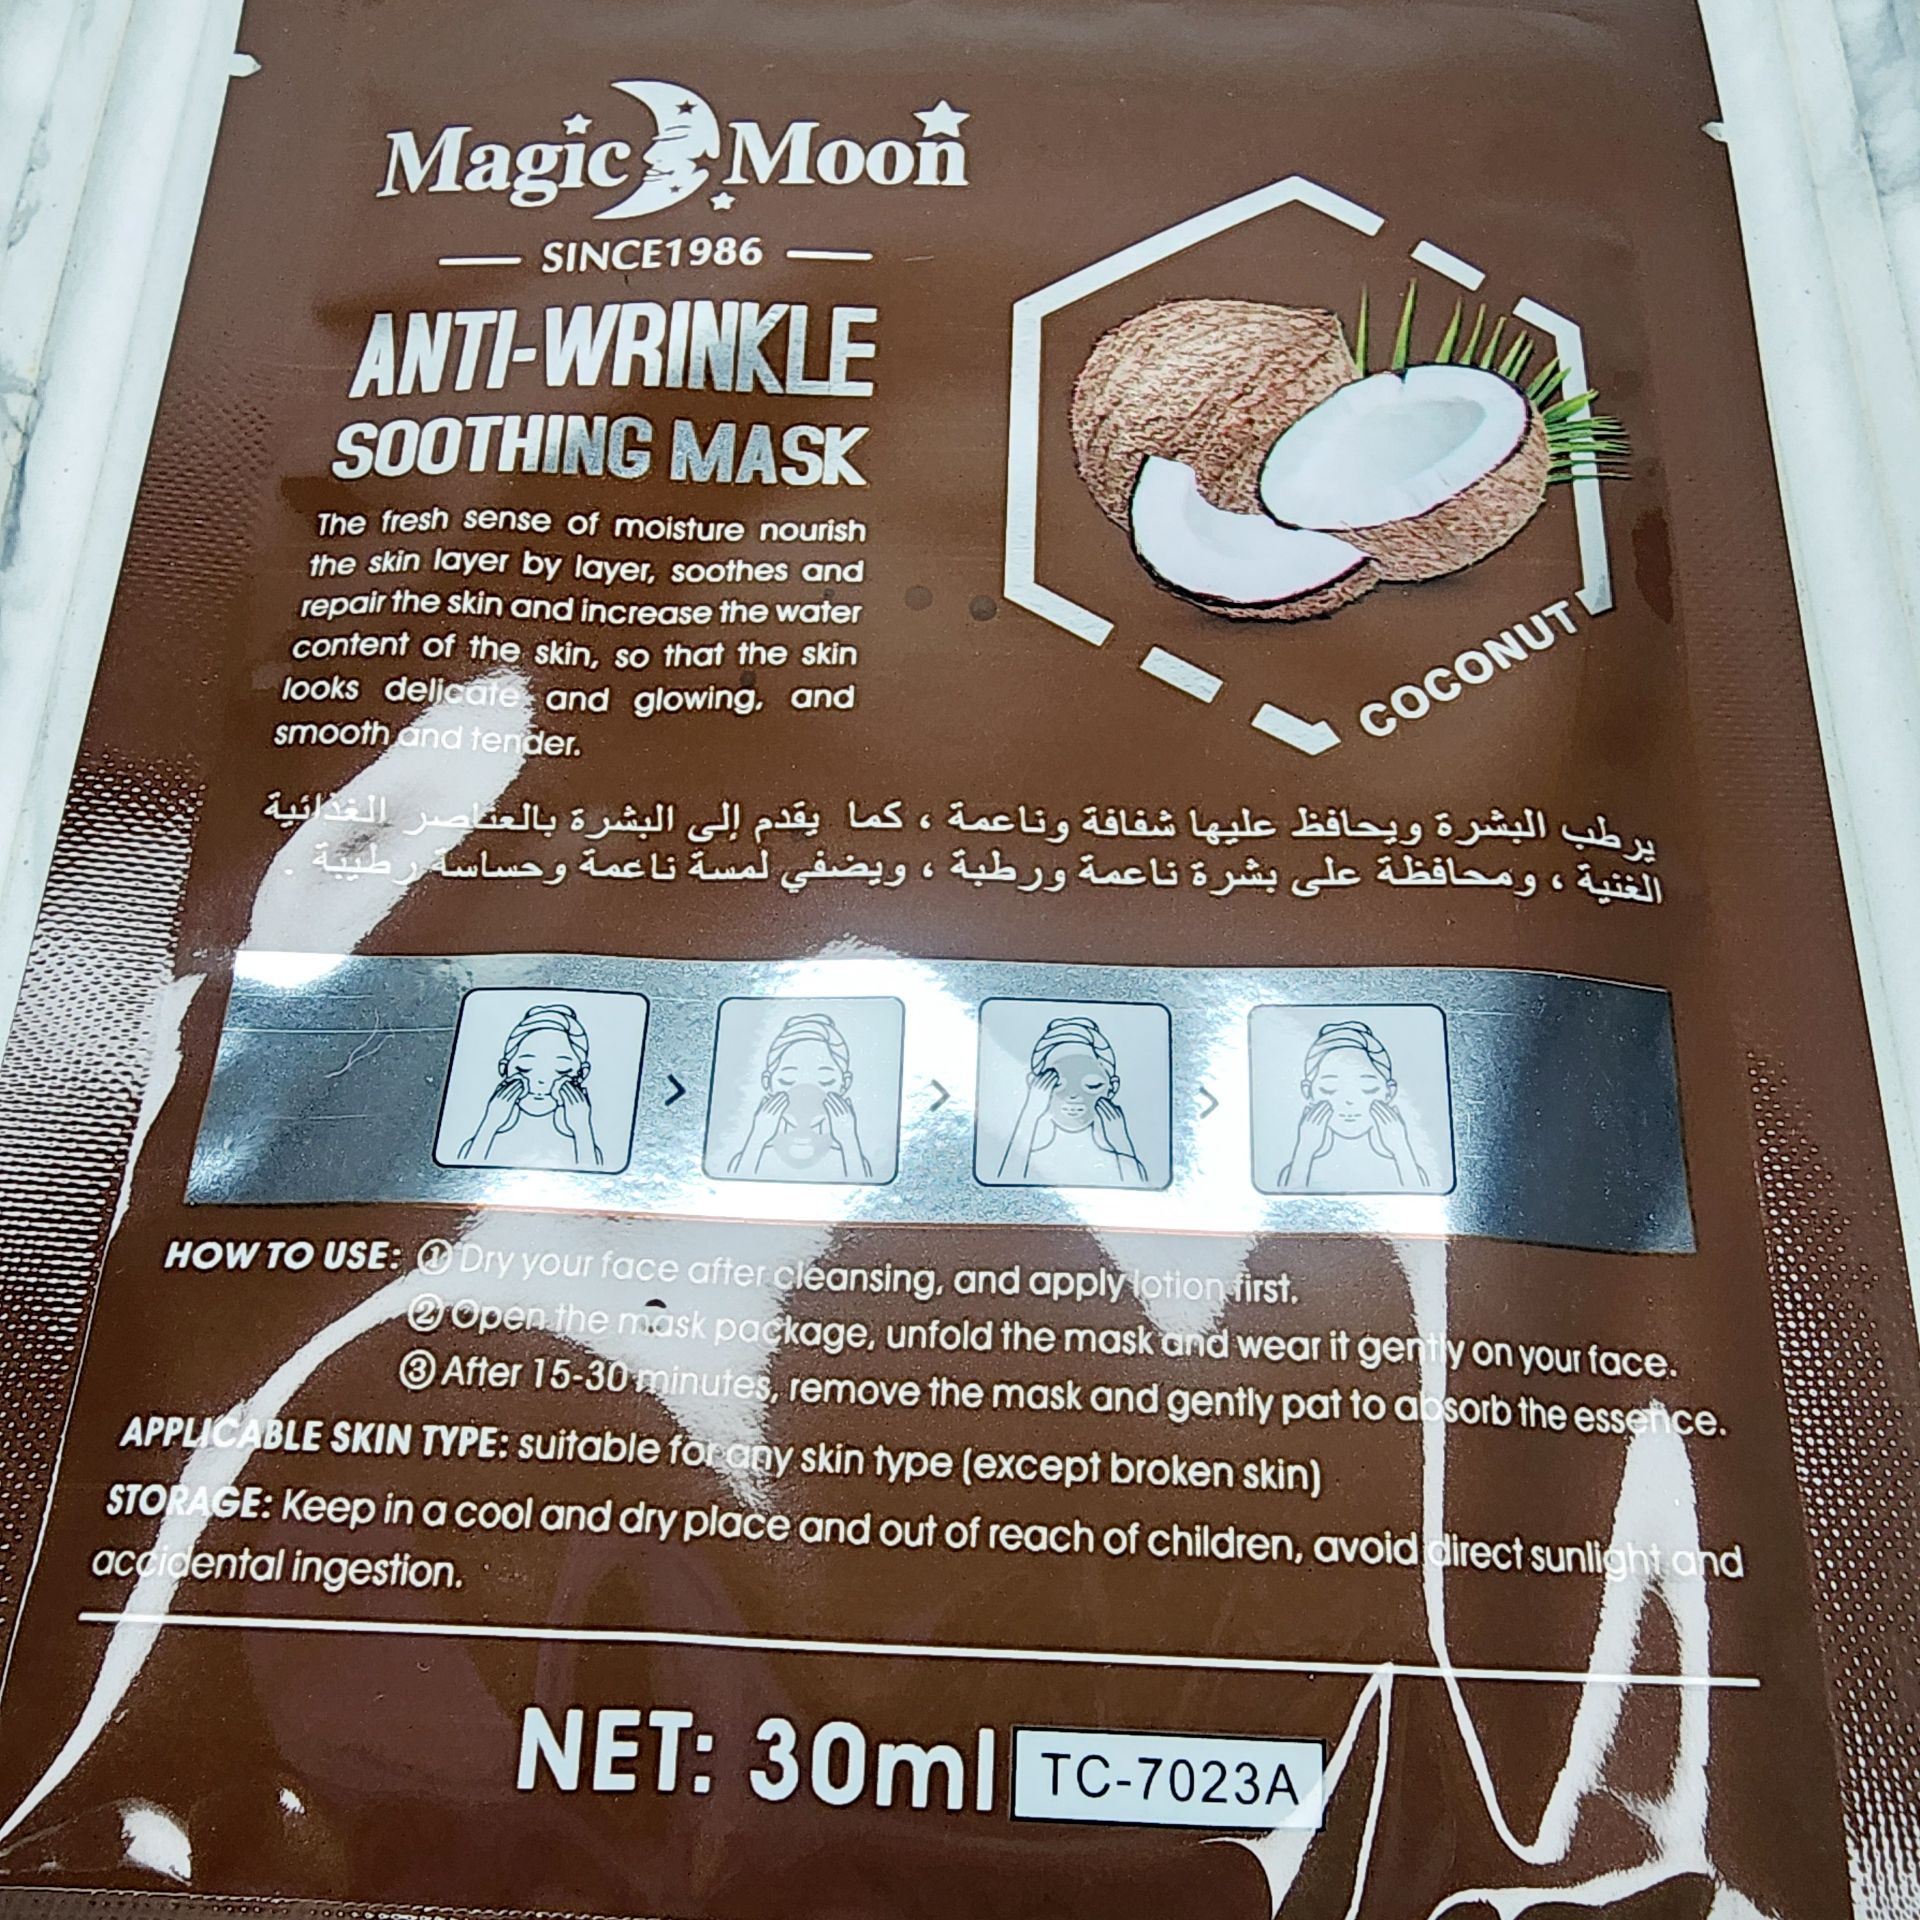 Magic Moon
SINCE1986
ANTI-WRINKLE
SOOTHING MASK
The fresh sense of moisture nourish
the skin layer by layer, soothes and
repair the skin and increase the water
content of the skin, so that the skin
looks delicate and glowing, and
smooth and tender.
COCONUT
يرطب البشرة ويحافظ عليها شفافة وناعمة ، كما يقدم إلى البشرة بالعناصر الغذائية
الغنية ، ومحافظة على بشرة ناعمة ورطبة ، ويضفي لمسة ناعمة وحساسة رطيبة .
HOW TO USE: ① Dry your face after cleansing, and apply lotion first.
② Open the mask package, unfold the mask and wear it gently on your face.
③ After 15-30 minutes, remove the mask and gently pat to absorb the essence.
APPLICABLE SKIN TYPE: suitable for any skin type (except broken skin)
STORAGE: Keep in a cool and dry place and out of reach of children, avoid direct sunlight and
accidental ingestion.
NET: 30ml TC-7023A